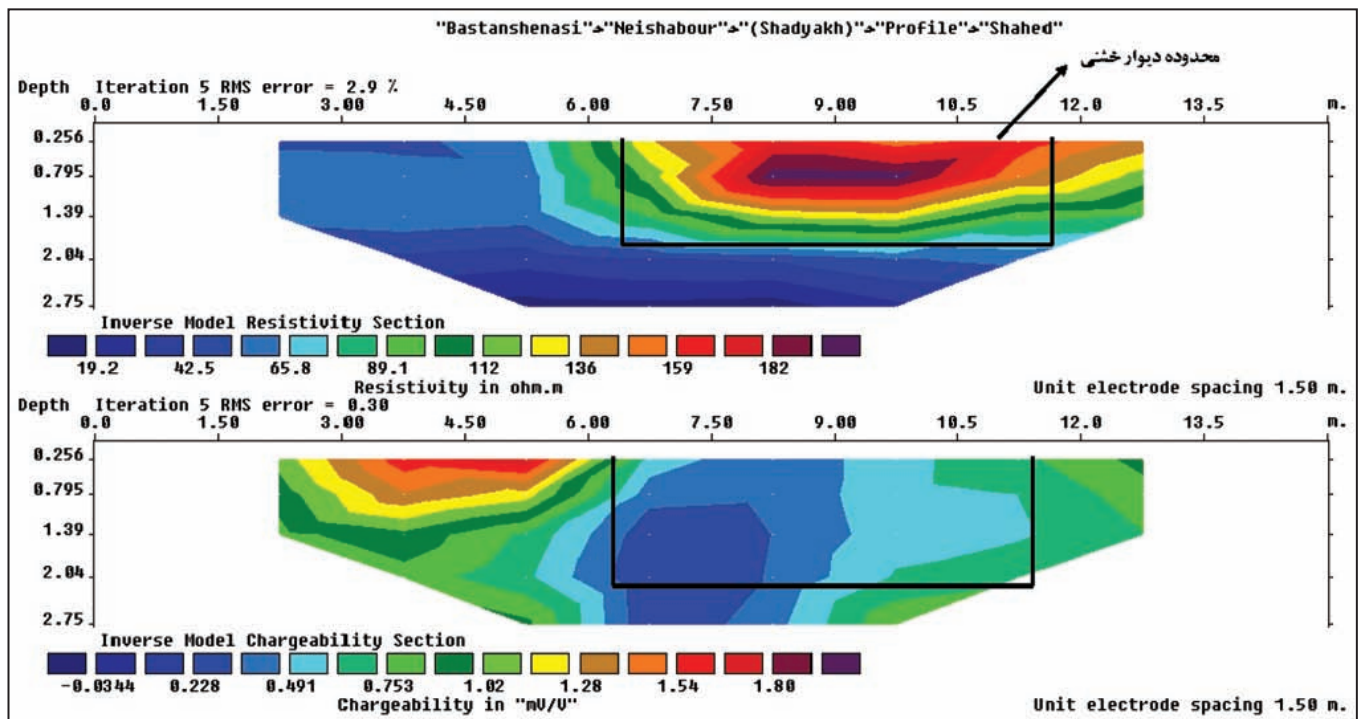 "Bastanshenasi"->"Neishabour"->"(Shadyakh)"->"Profile"->"Shahed"
محدوده دیوار خشتی
Depth Iteration 5 RMS error = 2.9 %
0.0 1.50 3.00 4.50 6.00 7.50 9.00 10.5 12.0 13.5 m.
0.256
0.795
1.39
2.04
2.75
Inverse Model Resistivity Section
19.2 42.5 65.8 89.1 112 136 159 182
Resistivity in ohm.m Unit electrode spacing 1.50 m.
Depth Iteration 5 RMS error = 0.30
0.0 1.50 3.00 4.50 6.00 7.50 9.00 10.5 12.0 13.5 m.
0.256
0.795
1.39
2.04
2.75
Inverse Model Chargeability Section
-0.0344 0.228 0.491 0.753 1.02 1.28 1.54 1.80
Chargeability in "mV/V" Unit electrode spacing 1.50 m.